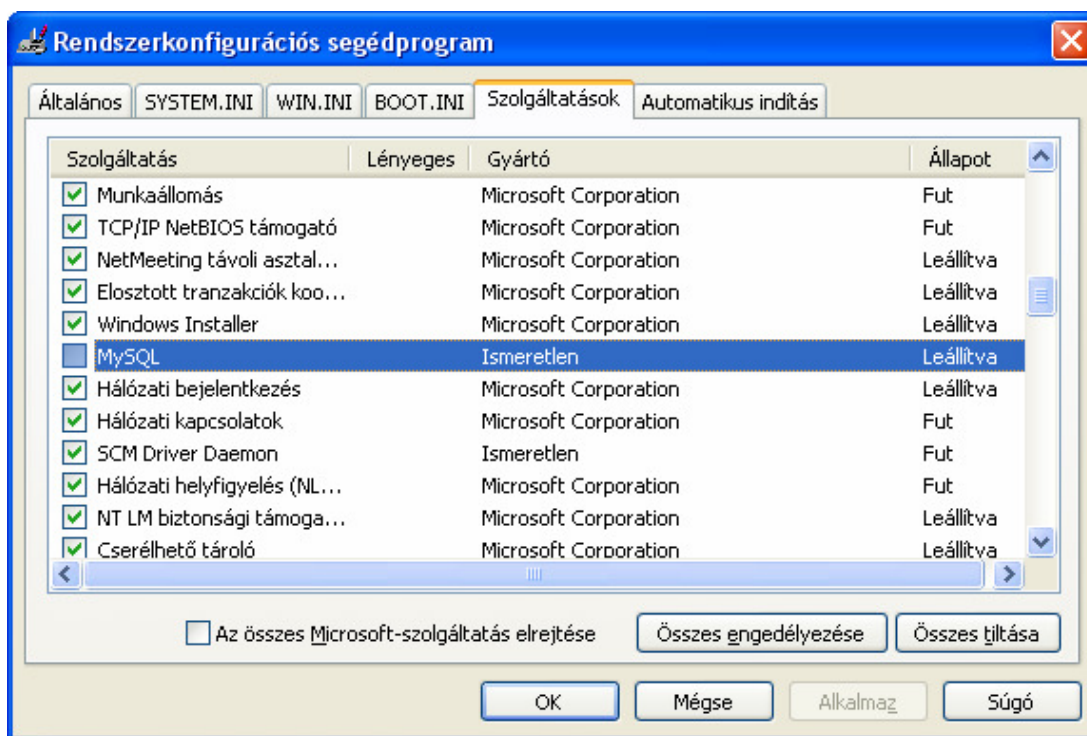 Rendszerkonfigurációs segédprogram
Általános SYSTEM.INI WIN.INI BOOT.INI Szolgáltatások Automatikus indítás
Szolgáltatás Lényeges Gyártó Állapot
Munkaállomás Microsoft Corporation Fut
TCP/IP NetBIOS támogató Microsoft Corporation Fut
NetMeeting távoli asztal... Microsoft Corporation Leállítva
Elosztott tranzakciók koo... Microsoft Corporation Leállítva
Windows Installer Microsoft Corporation Leállítva
MySQL Ismeretlen Leállítva
Hálózati bejelentkezés Microsoft Corporation Leállítva
Hálózati kapcsolatok Microsoft Corporation Fut
SCM Driver Daemon Ismeretlen Fut
Hálózati helyfigyelés (NL... Microsoft Corporation Fut
NT LM biztonsági támoga... Microsoft Corporation Leállítva
Cserélhető tároló Microsoft Corporation Leállítva
Az összes Microsoft-szolgáltatás elrejtése Összes engedélyezése Összes tiltása
OK Mégse Alkalmaz Súgó